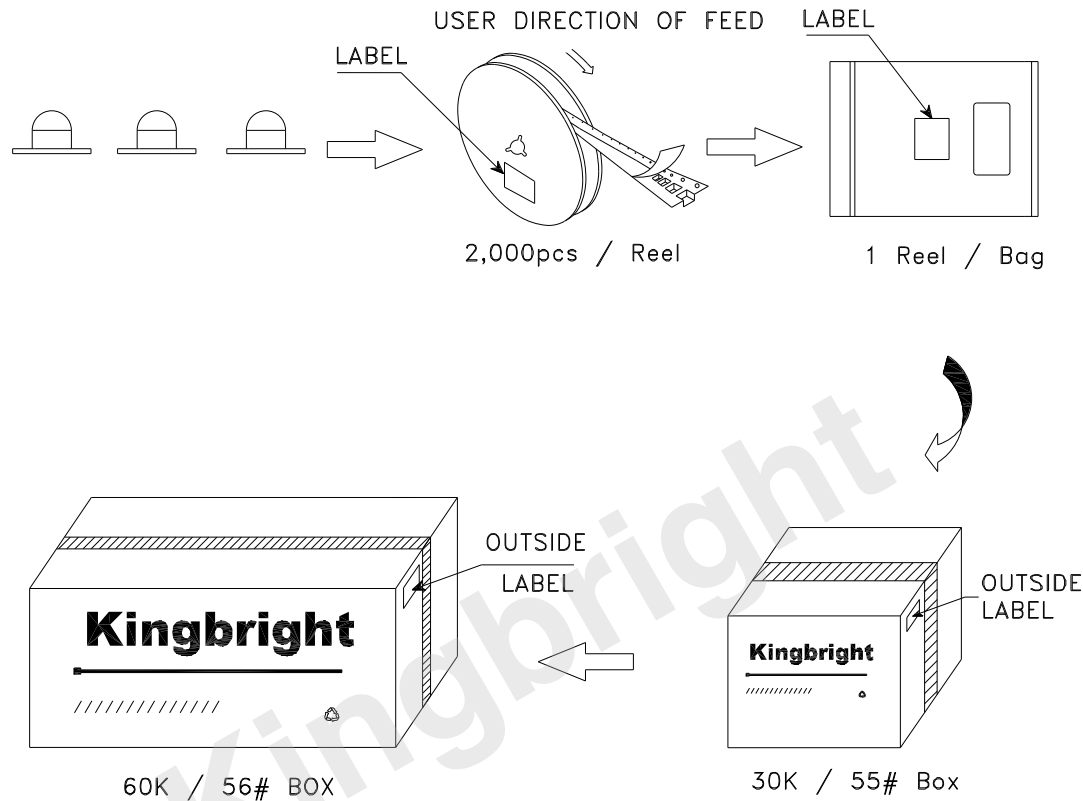 USER DIRECTION OF FEED
LABEL
LABEL
2,000pcs / Reel
1 Reel / Bag
OUTSIDE
LABEL
Kingbright
60K / 56# BOX
OUTSIDE
LABEL
Kingbright
30K / 55# Box
Kingbright